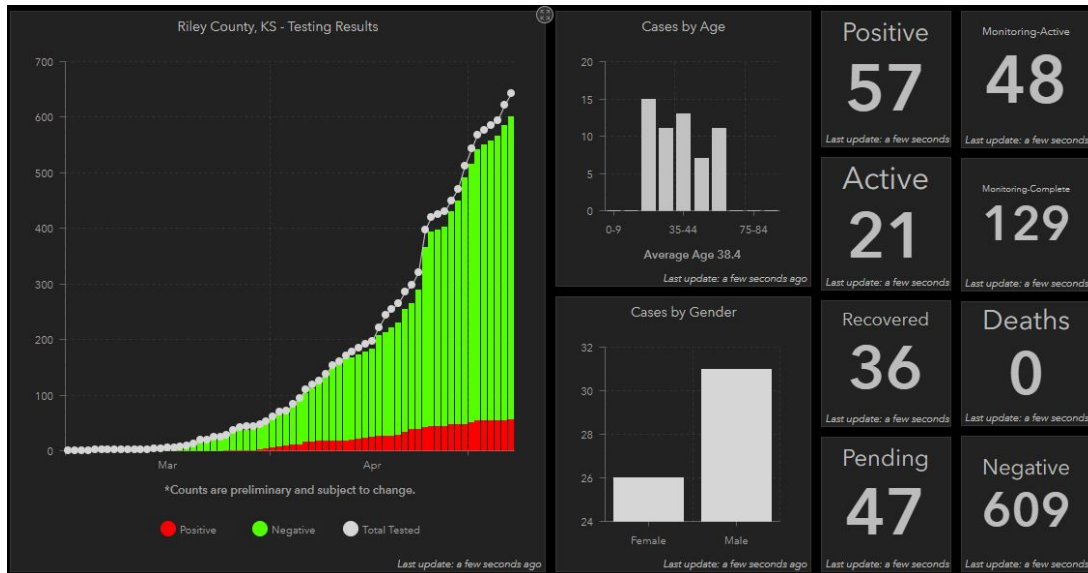 Riley County, KS - Testing Results
700
600
500
400
300
200
100
0
Mar
Apr
*Counts are preliminary and subject to change.
Positive
Negative
Total Tested
Last update: a few seconds ago
Cases by Age
20
15
10
5
0
0-9
35-44
75-84
Average Age 38.4
Last update: a few seconds ago
Cases by Gender
32
30
28
26
24
Female
Male
Positive
57
Last update: a few seconds
Monitoring-Active
48
Last update: a few seconds
Active
21
Last update: a few seconds
Monitoring-Complete
129
Last update: a few seconds
Recovered
36
Last update: a few seconds
Deaths
0
Last update: a few seconds
Pending
47
Last update: a few seconds
Negative
609
Last update: a few seconds